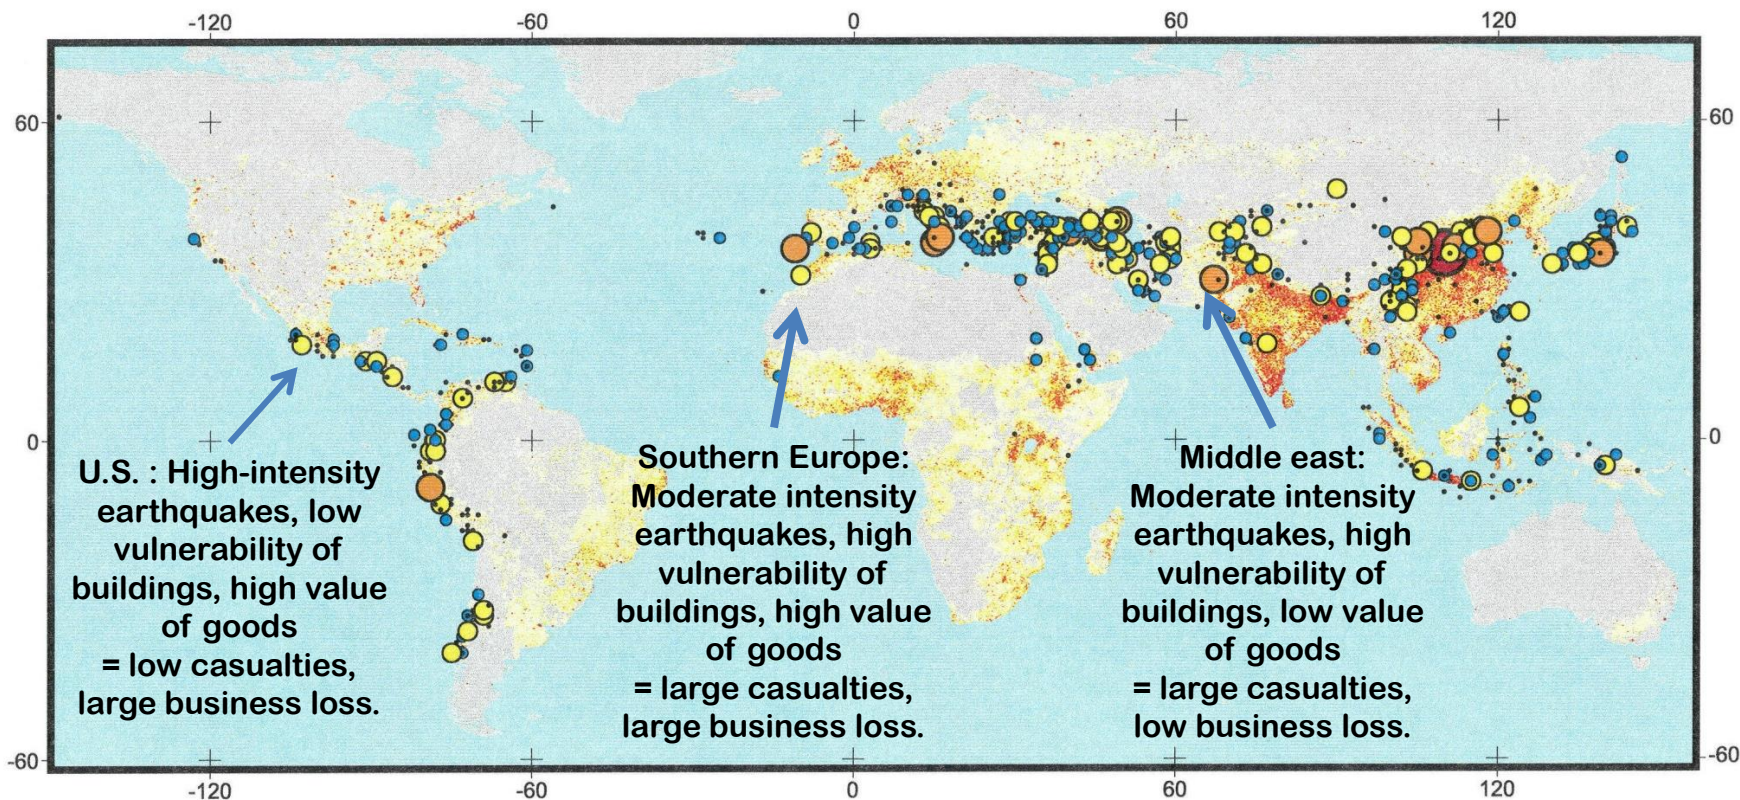 -120
-60
0
60
120
60
60
0
0
U.S. : High-intensity
earthquakes, low
vulnerability of
buildings, high value
of goods
= low casualties,
large business loss.
Southern Europe:
Moderate intensity
earthquakes, high
vulnerability of
buildings, high value
of goods
= large casualties,
large business loss.
Middle east:
Moderate intensity
earthquakes, high
vulnerability of
buildings, low value
of goods
= large casualties,
low business loss.
-60
-60
-120
-60
0
60
120